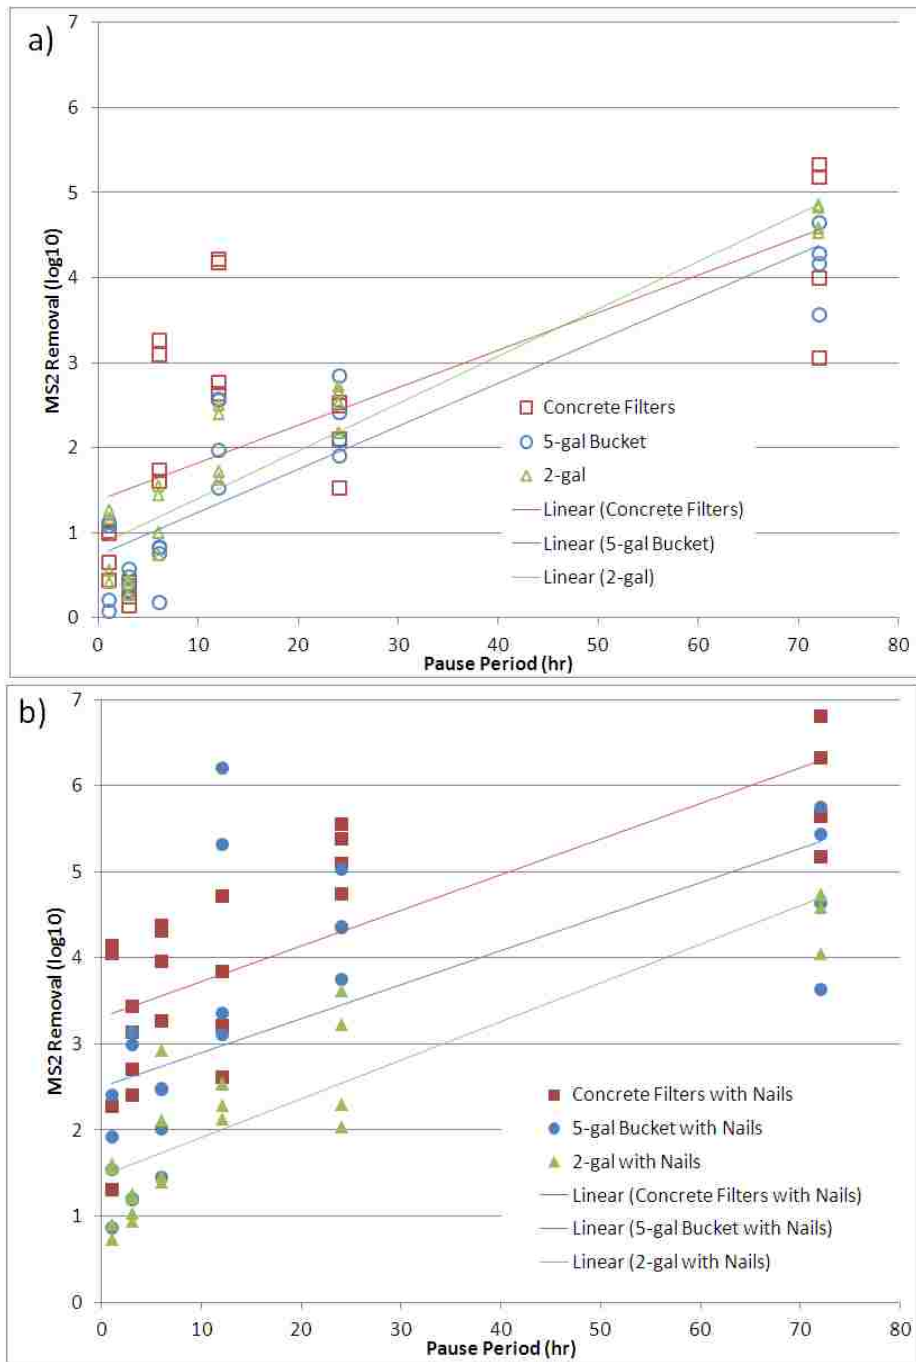 a)
7
6
5
4
3
2
1
0
MS2 Removal (log10)
Concrete Filters
5-gal Bucket
2-gal
Linear (Concrete Filters)
Linear (5-gal Bucket)
Linear (2-gal)
0 10 20 30 40 50 60 70 80
Pause Period (hr)
b)
7
6
5
4
3
2
1
0
MS2 Removal (log10)
Concrete Filters with Nails
5-gal Bucket with Nails
2-gal with Nails
Linear (Concrete Filters with Nails)
Linear (5-gal Bucket with Nails)
Linear (2-gal with Nails)
0 10 20 30 40 50 60 70 80
Pause Period (hr)